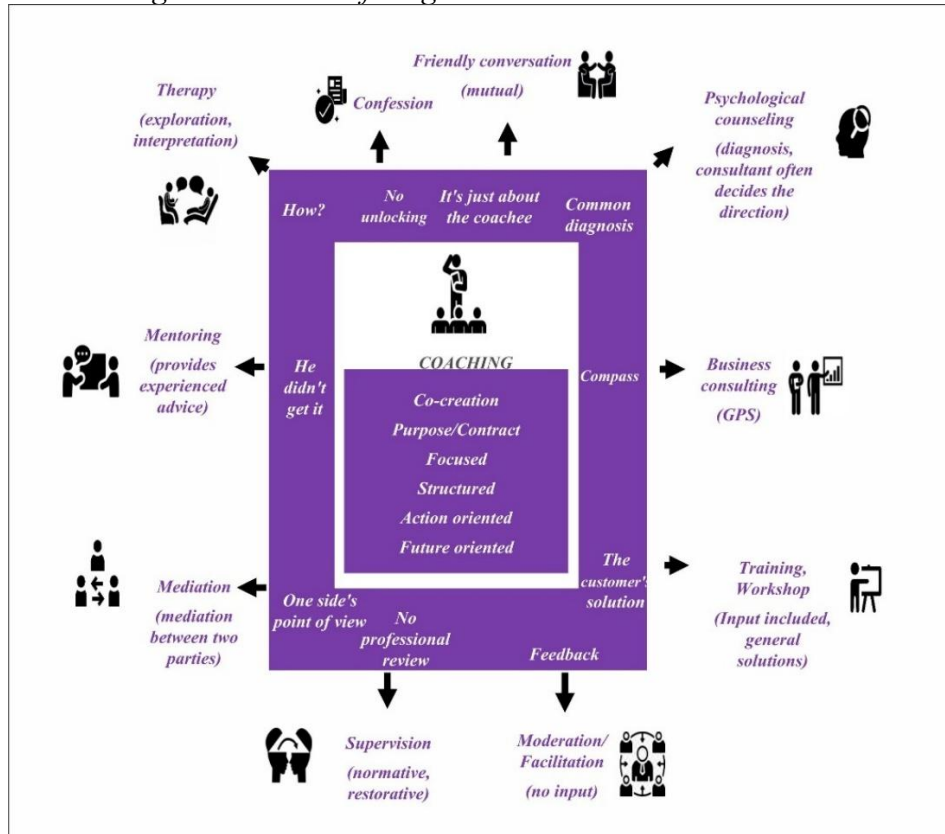 Friendly conversation
(mutual)
Therapy
(exploration,
interpretation)
Confession
Psychological
counseling
(diagnosis,
consultant often
decides the
direction)
How?
No
unlocking
It's just about
the coachee
Common
diagnosis
Mentoring
(provides
experienced
advice)
He
didn't
get it
COACHING
Co-creation
Purpose/Contract
Focused
Structured
Action oriented
Future oriented
Compass
Business
consulting
(GPS)
Mediation
(mediation
between two
parties)
One side's
point of view
No
professional
review
Feedback
The
customer's
solution
Training,
Workshop
(Input included,
general
solutions)
Supervision
(normative,
restorative)
Moderation/
Facilitation
(no input)